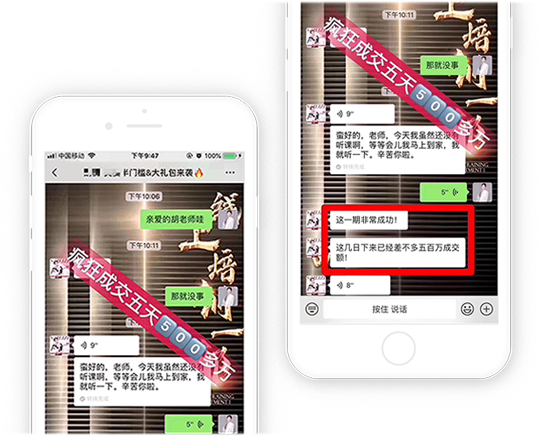 中国移动
下午9:47
100%
门槛&大礼包来袭🔥
下午10:06
亲爱的胡老师哇
下午10:11
那就没事
9"
蛮好的，老师，今天我虽然还没有
听课啊，等等会儿我马上到家，我
就听一下。辛苦你啦。
转换完成
5"
疯狂成交五天500多万
下午10:11
那就没事
9"
蛮好的，老师，今天我虽然还没有
听课啊，等等会儿我马上到家，我
就听一下。辛苦你啦。
转换完成
5"
这一期非常成功！
这几日下来已经差不多五百万成交
额！
8"
按住 说话
疯狂成交五天500多万